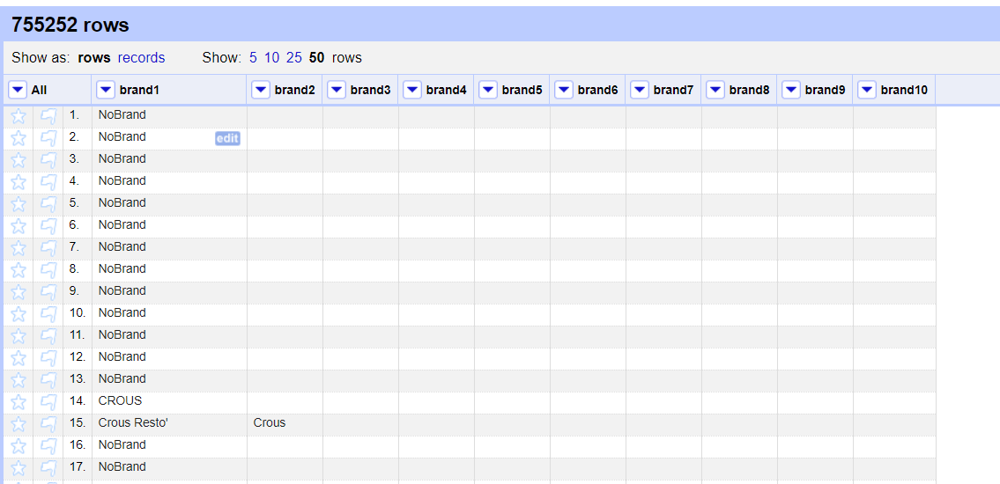 755252 rows
Show as: rows records Show: 5 10 25 50 rows
All brand1 brand2 brand3 brand4 brand5 brand6 brand7 brand8 brand9 brand10
1. NoBrand
2. NoBrand edit
3. NoBrand
4. NoBrand
5. NoBrand
6. NoBrand
7. NoBrand
8. NoBrand
9. NoBrand
10. NoBrand
11. NoBrand
12. NoBrand
13. NoBrand
14. CROUS
15. Crous Resto' Crous
16. NoBrand
17. NoBrand